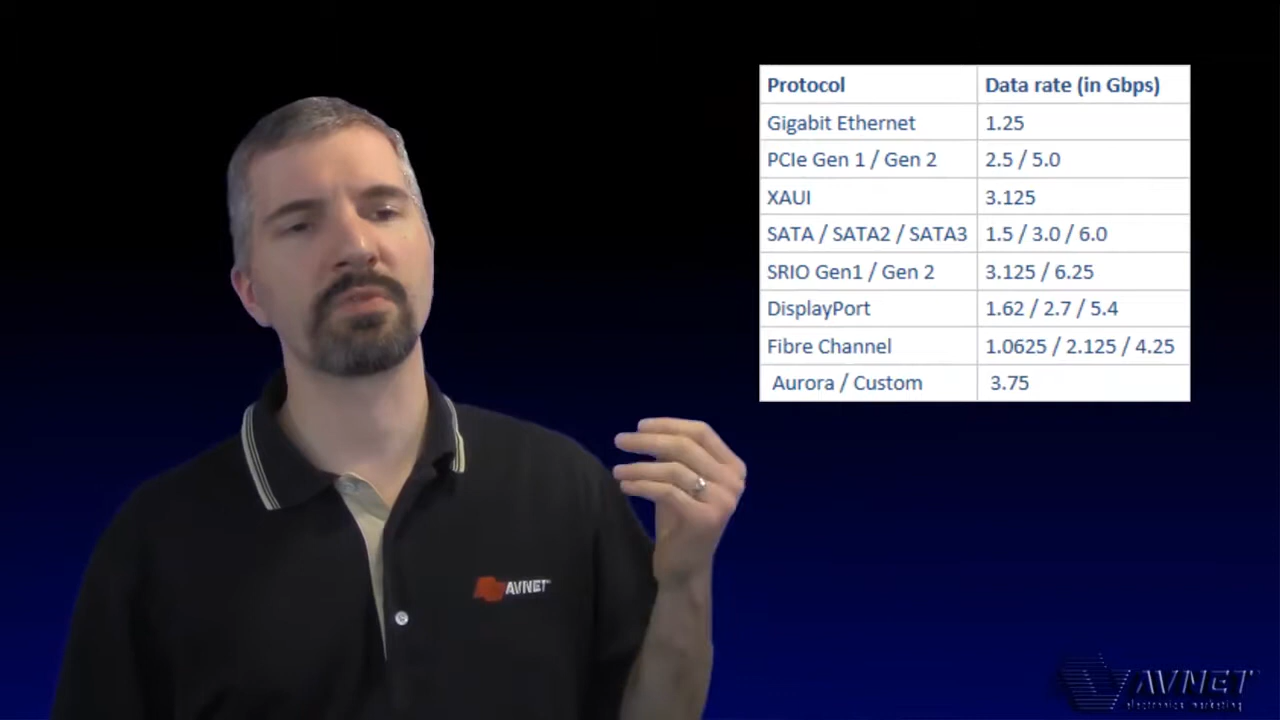 Protocol Data rate (in Gbps)
Gigabit Ethernet 1.25
PCIe Gen 1 / Gen 2 2.5 / 5.0
XAUI 3.125
SATA / SATA2 / SATA3 1.5 / 3.0 / 6.0
SRIO Gen1 / Gen 2 3.125 / 6.25
DisplayPort 1.62 / 2.7 / 5.4
Fibre Channel 1.0625 / 2.125 / 4.25
Aurora / Custom 3.75
AVNET
AVNET
electronics marketing